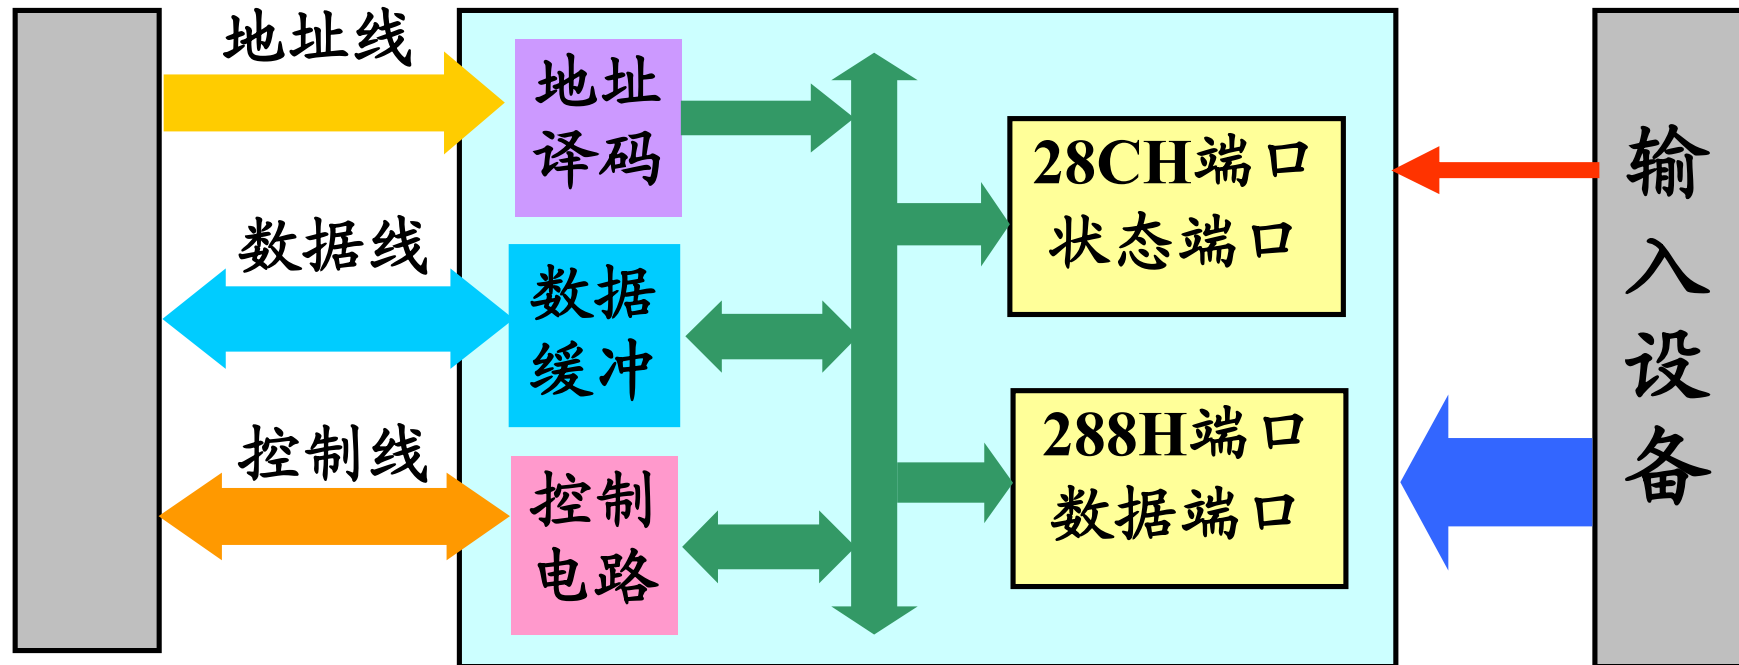 地址线
地址
译码
数据线
数据
缓冲
控制线
控制
电路
28CH端口
状态端口
288H端口
数据端口
输
入
设
备